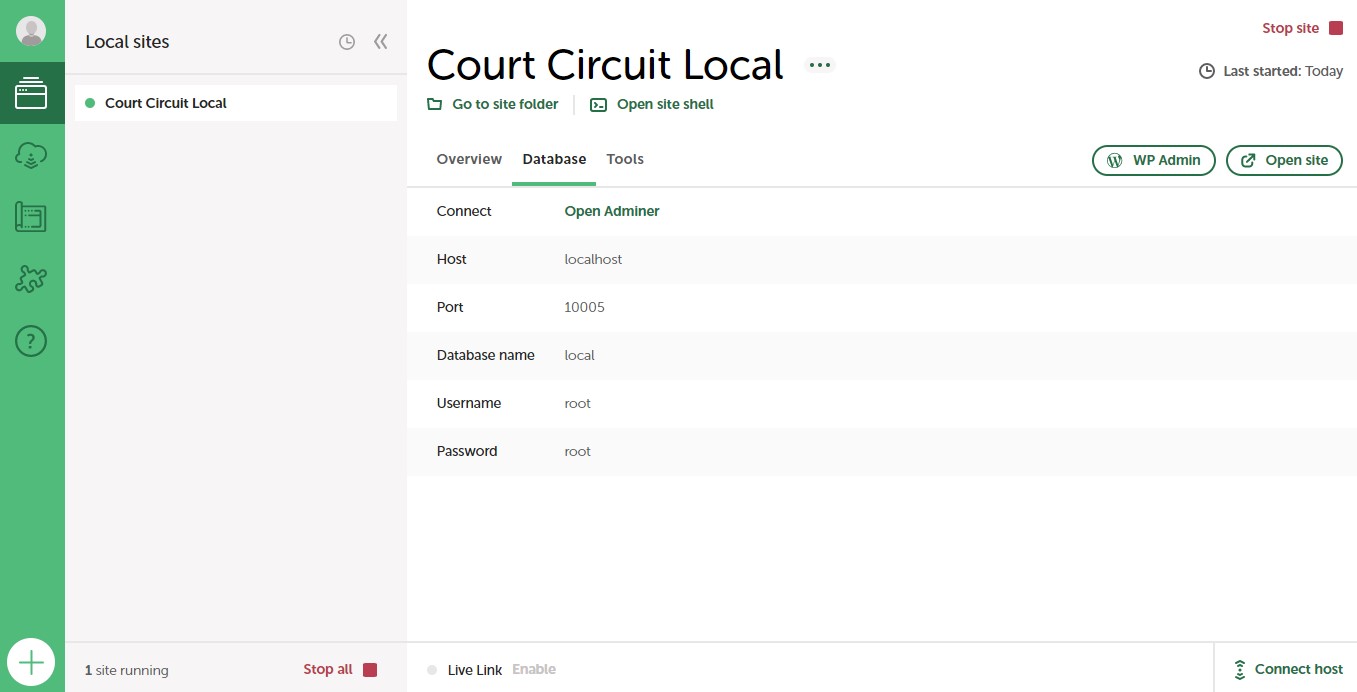 Local sites
Court Circuit Local
1 site running
Stop all
Stop site
Court Circuit Local
Last started: Today
Go to site folder
Open site shell
Overview
Database
Tools
WP Admin
Open site
Connect
Open Adminer
Host
localhost
Port
10005
Database name
local
Username
root
Password
root
Live Link
Enable
Connect host